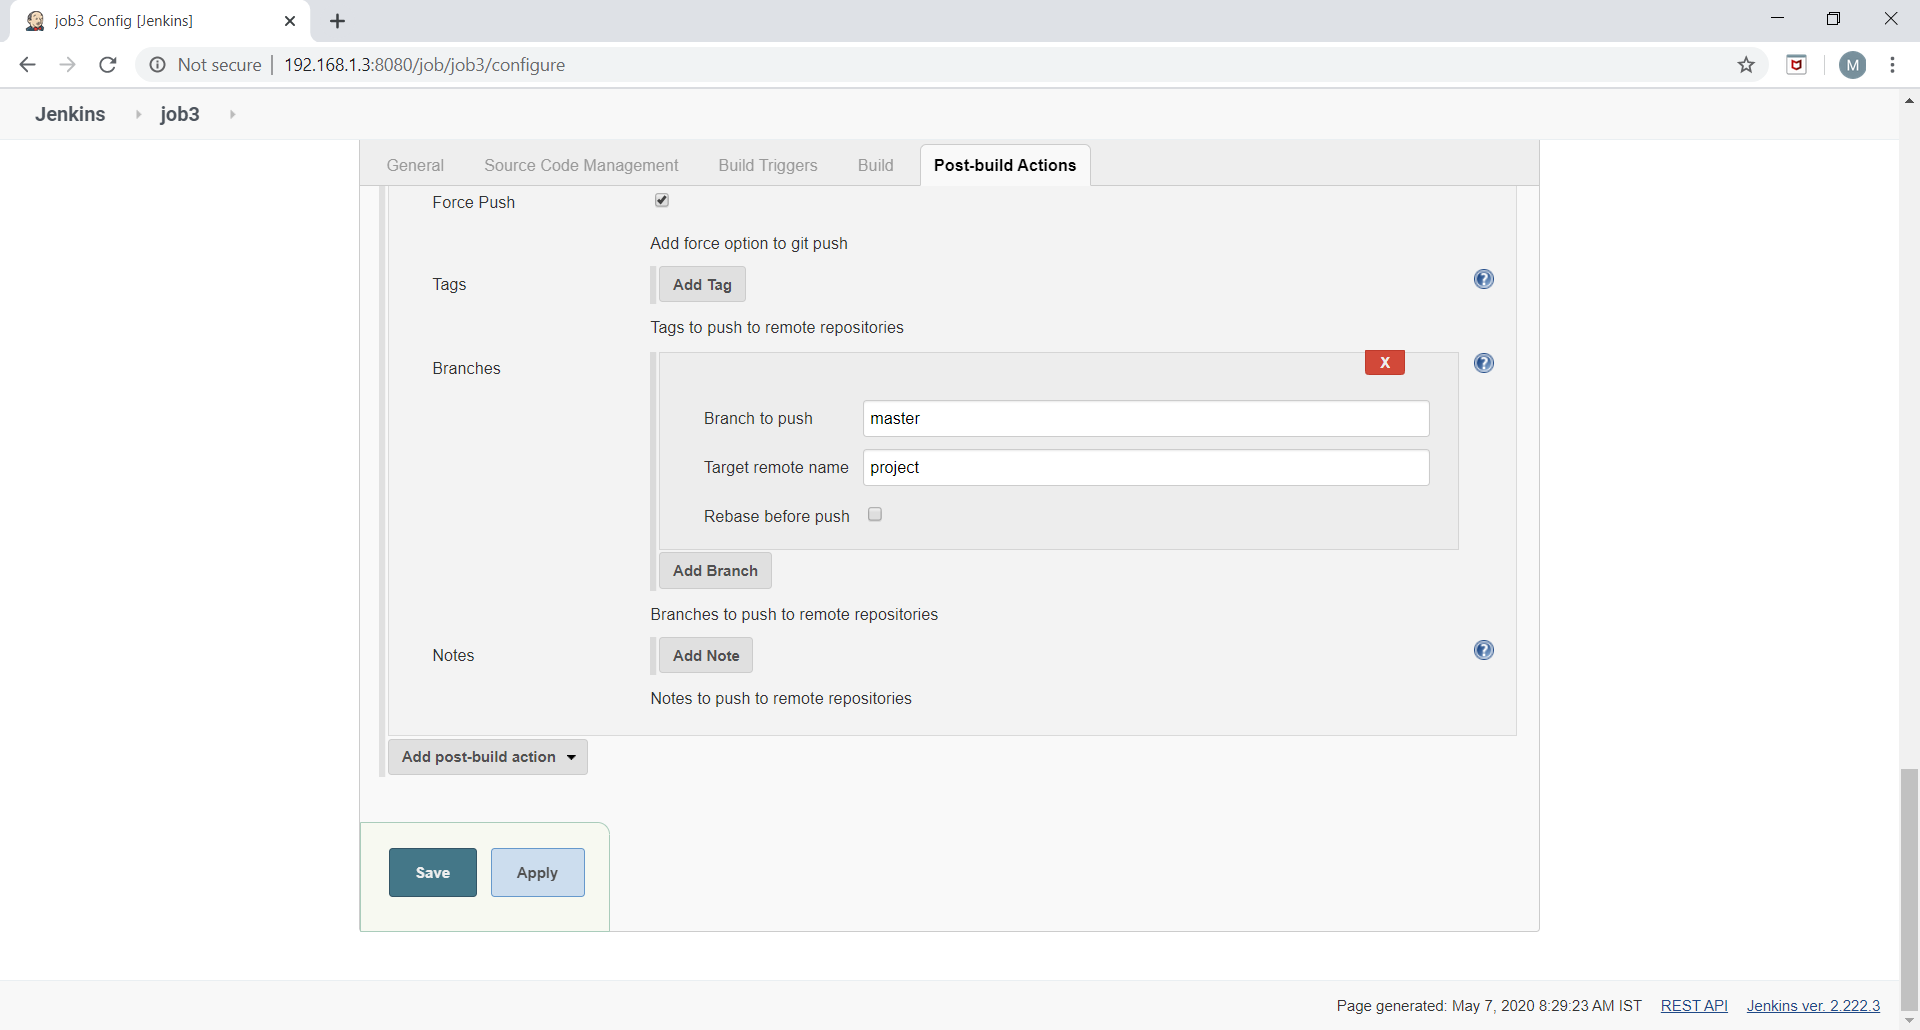 job3 Config [Jenkins]
Not secure | 192.168.1.3:8080/job/job3/configure
M
Jenkins job3
General Source Code Management Build Triggers Build Post-build Actions
Force Push
Add force option to git push
Tags Add Tag
Tags to push to remote repositories
X
Branches
Branch to push master
Target remote name project
Rebase before push
Add Branch
Branches to push to remote repositories
Notes Add Note
Notes to push to remote repositories
Add post-build action
Save Apply
Page generated: May 7, 2020 8:29:23 AM IST REST API Jenkins ver. 2.222.3